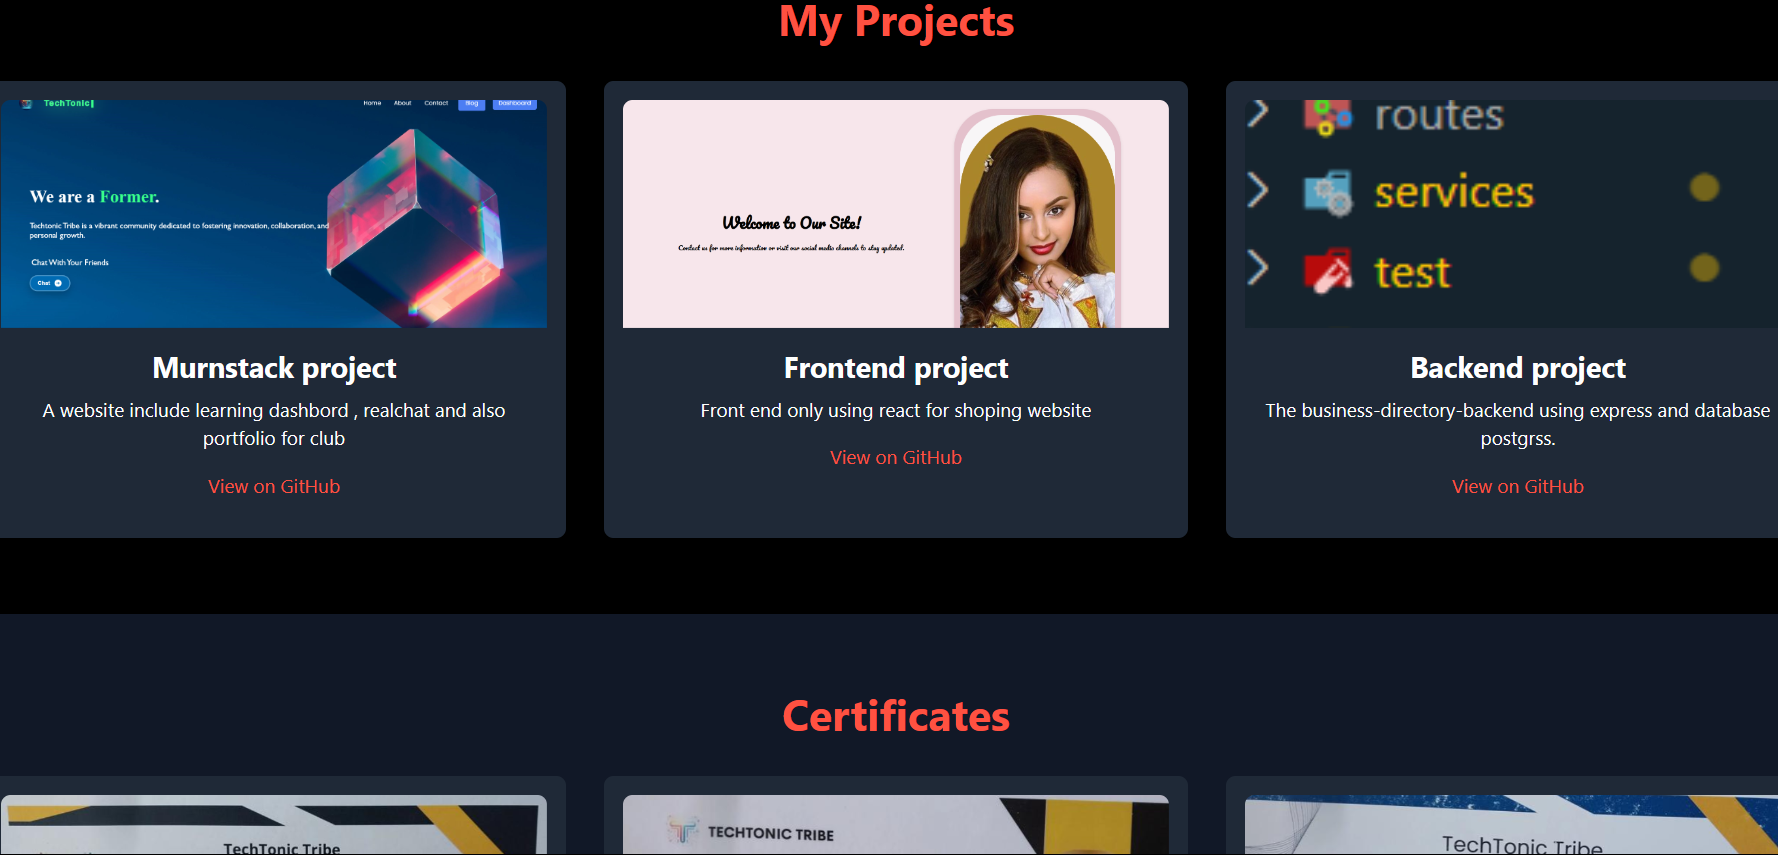 My Projects
TechTonic
Home About Contact Blog Dashboard
We are a Former.
Techtonic Tribe is a vibrant community dedicated to fostering innovation, collaboration, and
personal growth.
Chat With Your Friends
Chat
Murnstack project
A website include learning dashbord , realchat and also
portfolio for club
View on GitHub
Welcome to Our Site!
Contact us for more information or visit our social media channels to stay updated.
Frontend project
Front end only using react for shoping website
View on GitHub
routes
services
test
Backend project
The business-directory-backend using express and database
postgrss.
View on GitHub
Certificates
TechTonic Tribe
TECHTONIC TRIBE
TechTonic Tribe